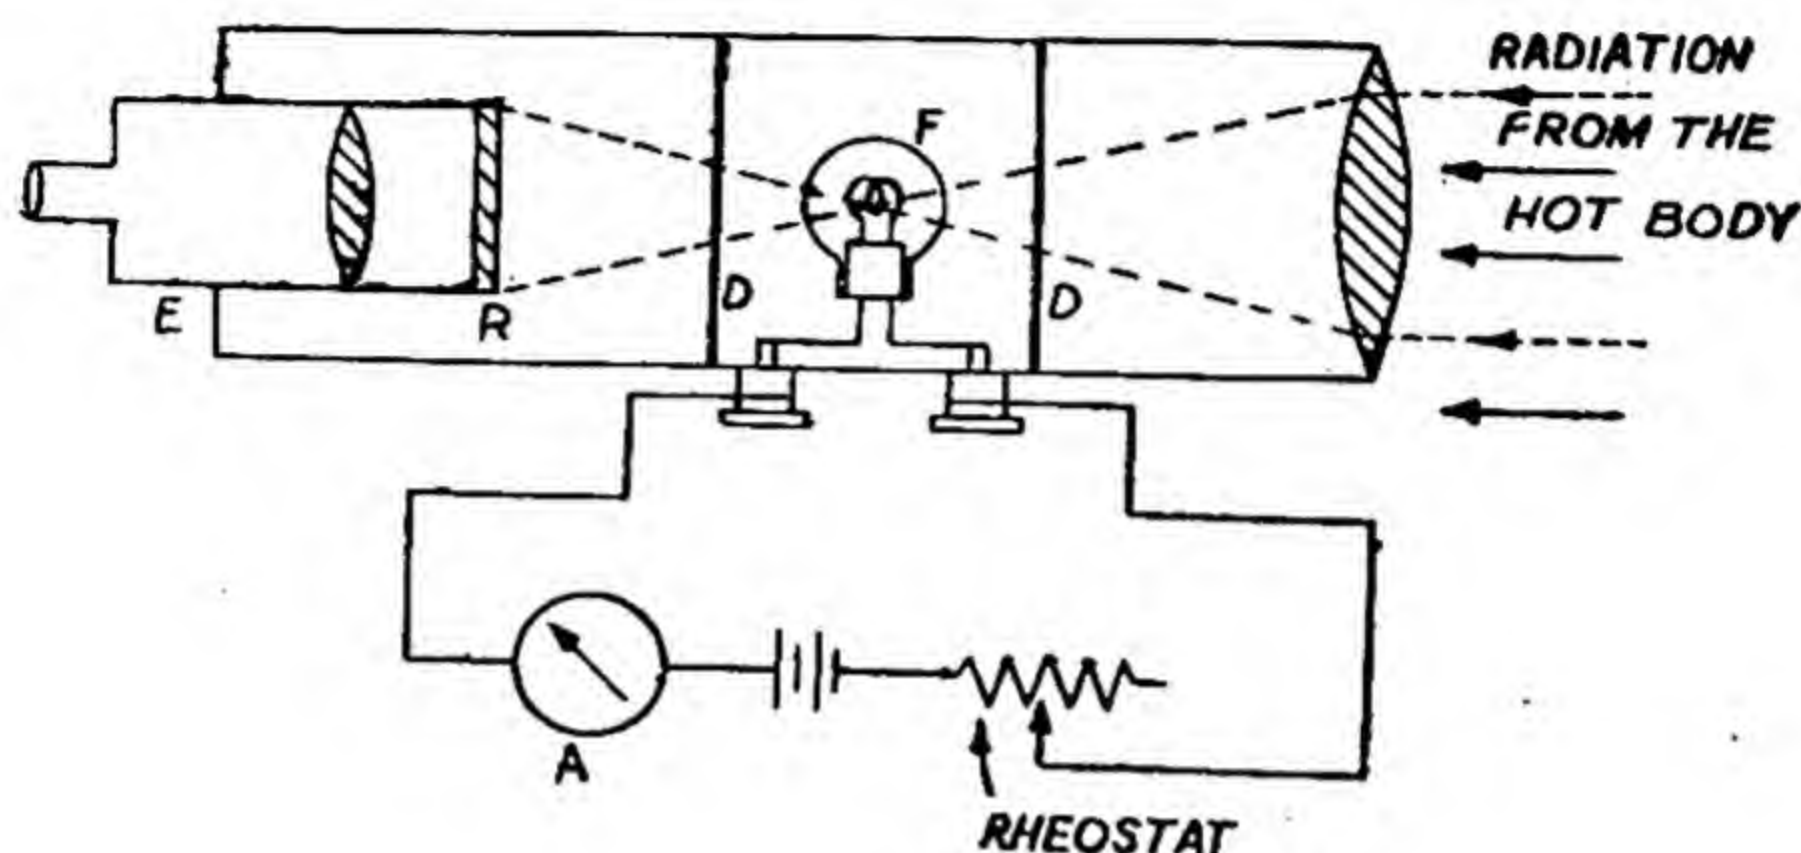 RADIATION
FROM THE
HOT BODY
F
E
R
D
D
A
RHEOSTAT